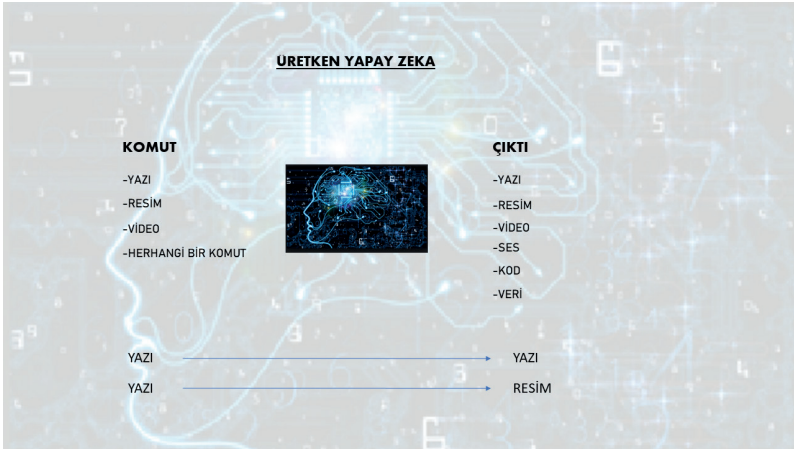 ÜRETKEN YAPAY ZEKA
KOMUT
-YAZI
-RESİM
-VİDEO
-HERHANGİ BİR KOMUT
ÇIKTI
-YAZI
-RESİM
-VİDEO
-SES
-KOD
-VERİ
YAZI YAZI
YAZI RESİM